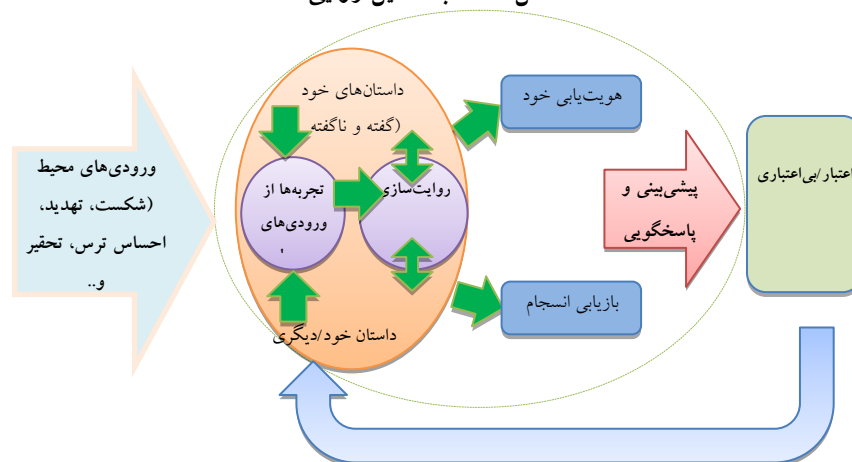 داستان‌های خود
(گفته و ناگفته
هویت‌یابی خود
ورودی‌های محیط
(شکست، تهدید،
احساس ترس، تحقیر
و..
تجربه‌ها از
ورودی‌های
روایت‌سازی
پیشی‌بینی و
پاسخگویی
اعتبار/بی‌اعتباری
بازیابی انسجام
داستان خود/دیگری